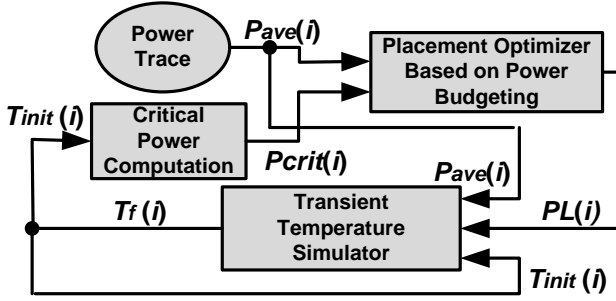 Power
Trace
Pave(i)
Placement Optimizer
Based on Power
Budgeting
Tinit (i)
Critical
Power
Computation
Pcrit(i)
Pave(i)
Tf (i)
Transient
Temperature
Simulator
PL(i)
Tinit (i)